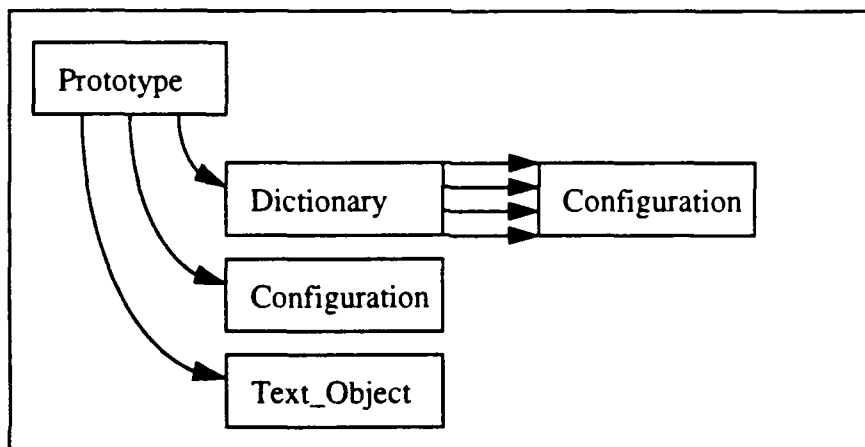 Prototype
Dictionary
Configuration
Configuration
Text_Object